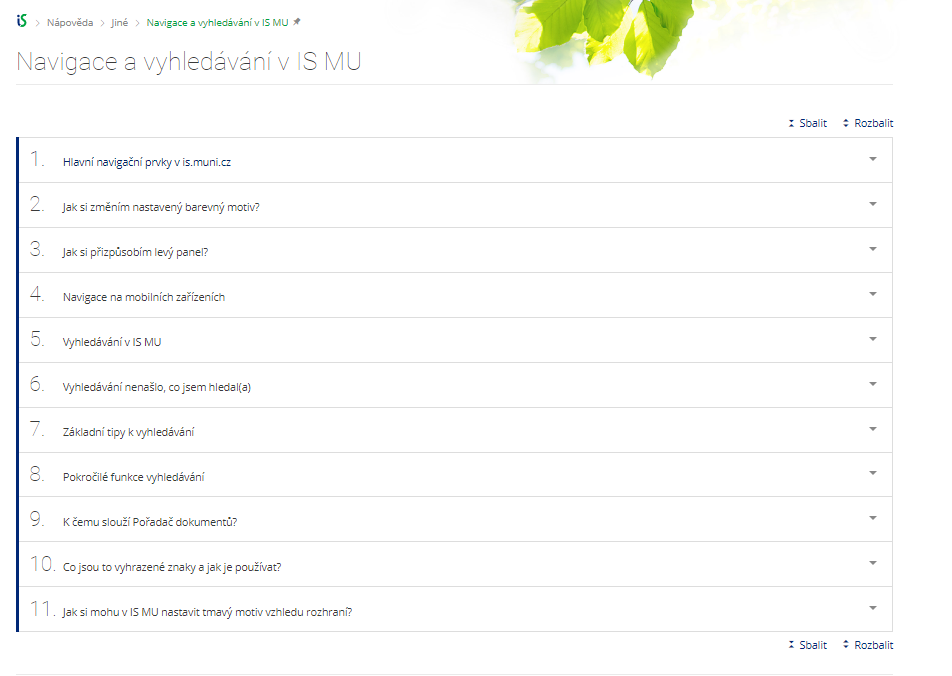 iS > Nápověda > Jiné > Navigace a vyhledávání v IS MU
Navigace a vyhledávání v IS MU
Sbalit Rozbalit
1. Hlavní navigační prvky v is.muni.cz
2. Jak si změním nastavený barevný motiv?
3. Jak si přizpůsobím levý panel?
4. Navigace na mobilních zařízeních
5. Vyhledávání v IS MU
6. Vyhledávání nenašlo, co jsem hledal(a)
7. Základní tipy k vyhledávání
8. Pokročilé funkce vyhledávání
9. K čemu slouží Pořadač dokumentů?
10. Co jsou to vyhrazené znaky a jak je používat?
11. Jak si mohu v IS MU nastavit tmavý motiv vzhledu rozhraní?
Sbalit Rozbalit